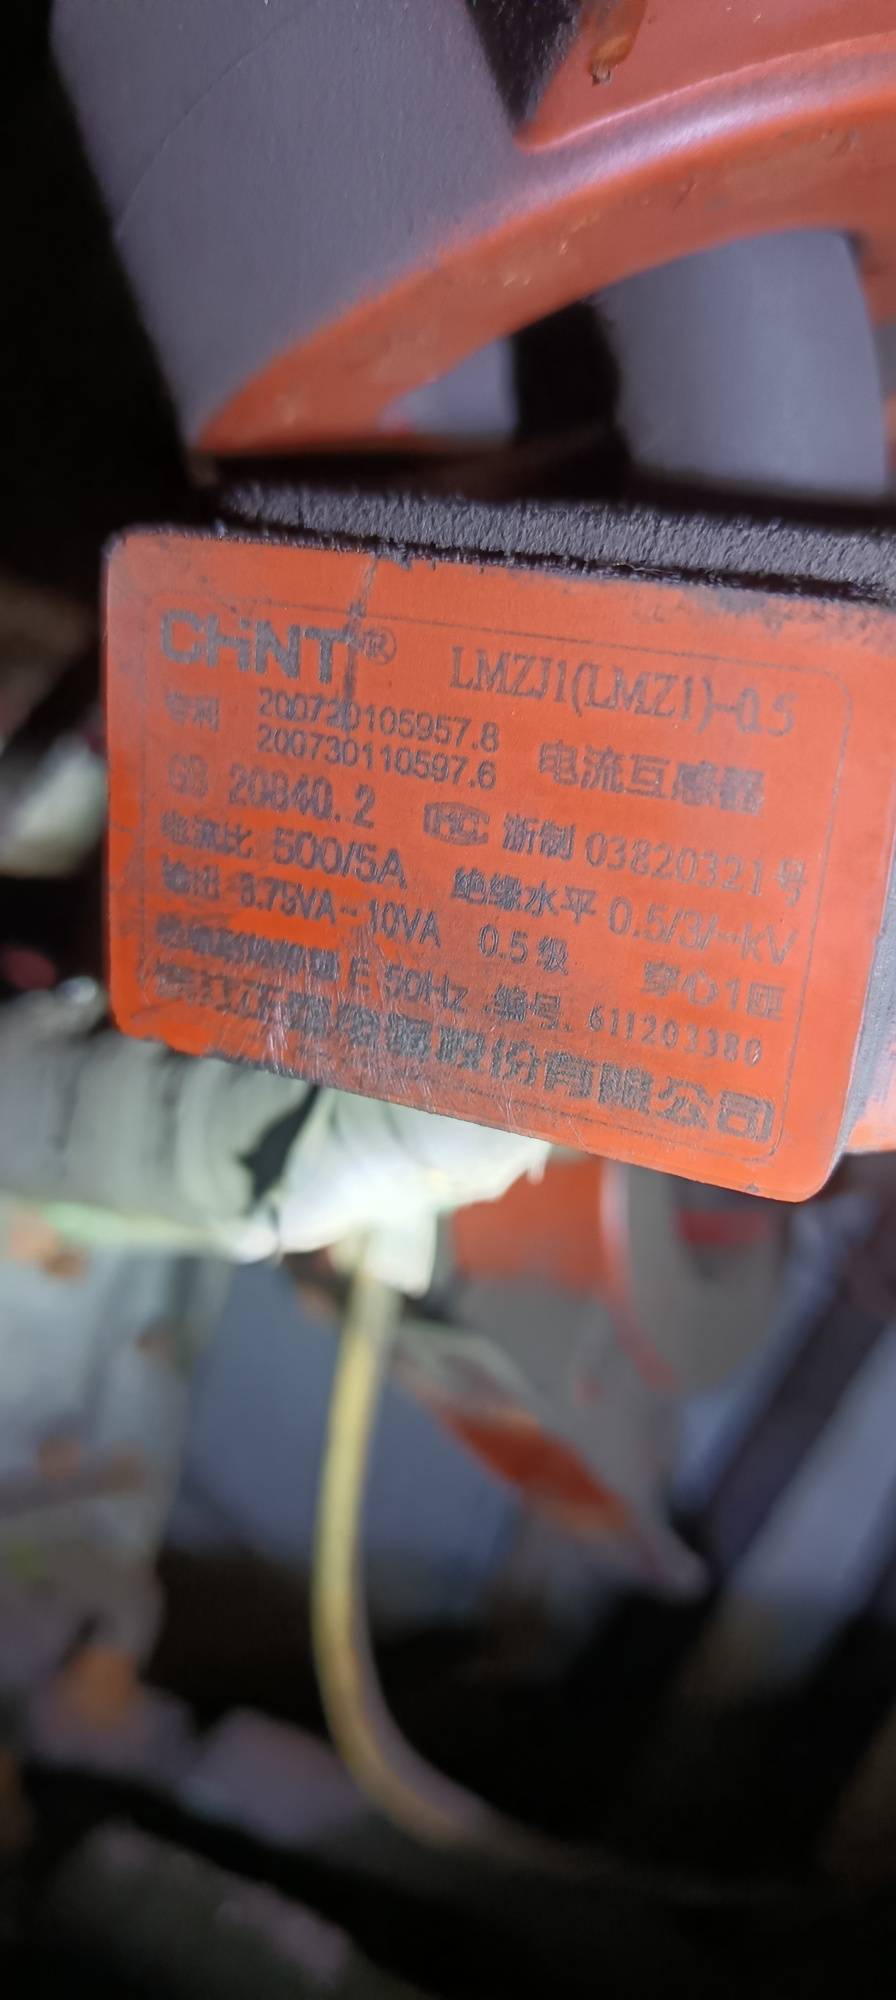 CHNT® LMZJ1(LMZ1)-0.5
专利 200720105957.8
200730110597.6 电流互感器
GB 20840.2 MC 浙制 03820321号
电流比 500/5A 绝缘水平 0.5/3/--kV
输出 3.75VA-10VA 0.5级 穿心1匝
E 50Hz 编号 611203380
电器股份有限公司